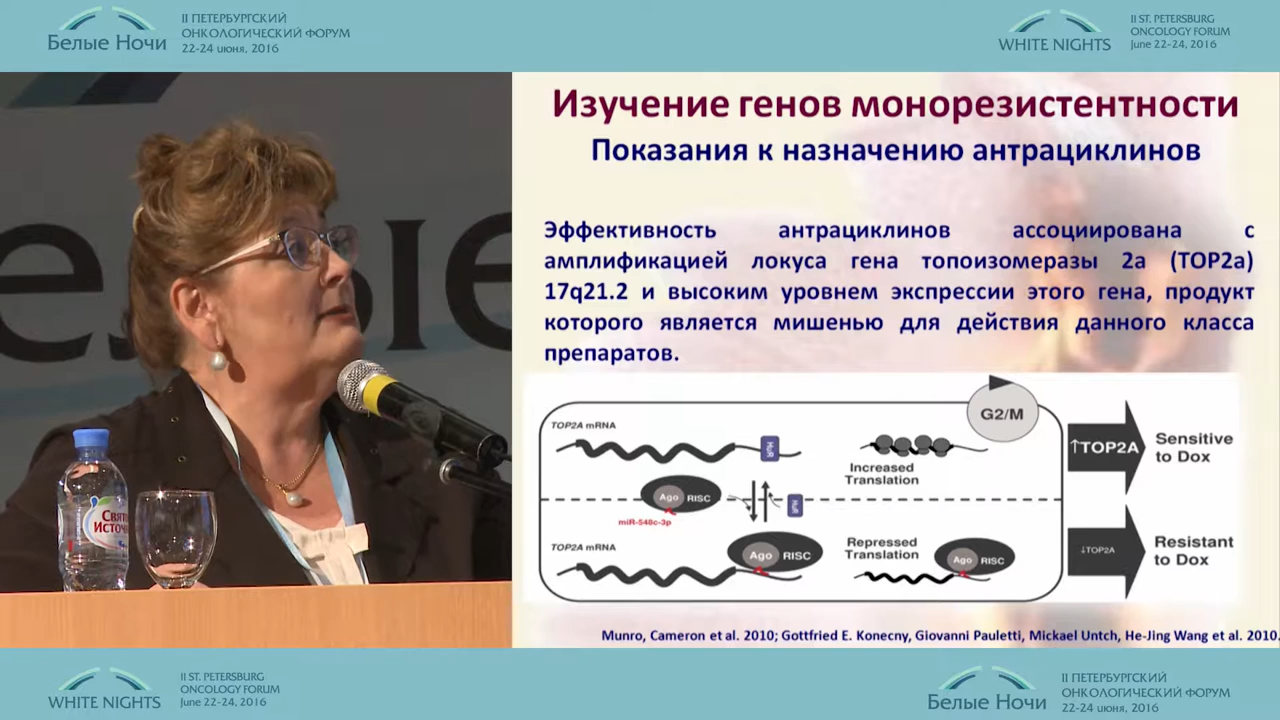 II ПЕТЕРБУРГСКИЙ
ОНКОЛОГИЧЕСКИЙ ФОРУМ
22-24 июня, 2016
Белые Ночи
II ST. PETERSBURG
ONCOLOGY FORUM
June 22-24, 2016
WHITE NIGHTS
Изучение генов монорезистентности
Показания к назначению антрациклинов
Эффективность антрациклинов ассоциирована с
амплификацией локуса гена топоизомеразы 2а (TOP2a)
17q21.2 и высоким уровнем экспрессии этого гена, продукт
которого является мишенью для действия данного класса
препаратов.
TOP2A mRNA
HuR
Increased
Translation
G2/M
↑TOP2A
Sensitive
to Dox
Ago RISC
miR-548c-3p
HuR
TOP2A mRNA
Ago RISC
Repressed
Translation
Ago RISC
↓TOP2A
Resistant
to Dox
Munro, Cameron et al. 2010; Gottfried E. Konecny, Giovanni Pauletti, Mickael Untch, He-Jing Wang et al. 2010.
WHITE NIGHTS
II ST. PETERSBURG
ONCOLOGY FORUM
June 22-24, 2016
Белые Ночи
II ПЕТЕРБУРГСКИЙ
ОНКОЛОГИЧЕСКИЙ ФОРУМ
22-24 июня, 2016